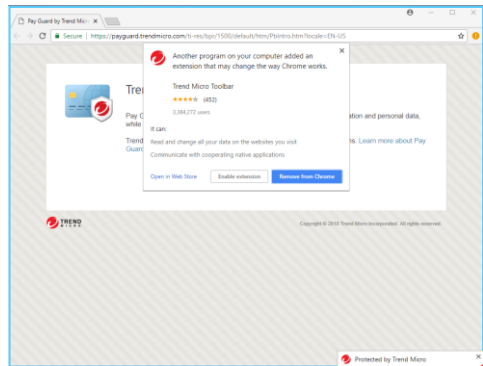 Pay Guard by Trend Micr
Secure | https://payguard.trendmicro.com/ti-res/bpr/1500/default/htm/PbIntro.htm?locale=EN-US
Another program on your computer added an
extension that may change the way Chrome works.
Trend Micro Toolbar
(452)
3,384,272 users
It can:
Read and change all your data on the websites you visit
Communicate with cooperating native applications
Open in Web Store
Enable extension
Remove from Chrome
Tre
Pay G
ation and personal data,
while
Trend
ns. Learn more about Pay
Guar
TREND
MICRO
Copyright © 2018 Trend Micro Incorporated. All rights reserved.
Protected by Trend Micro